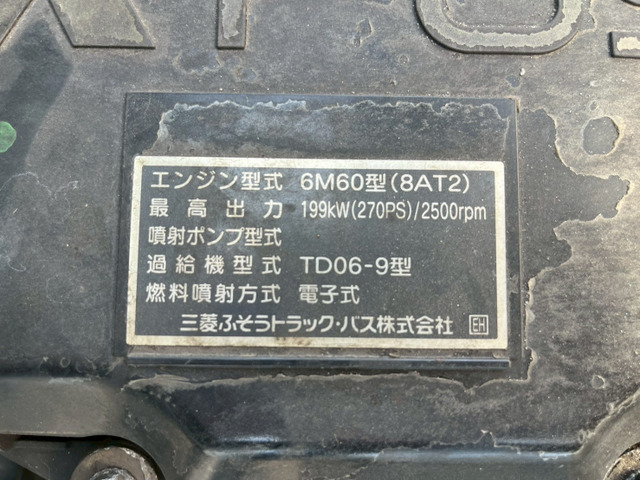 エンジン型式 6M60型(8AT2)
最高出力 199kW(270PS)/2500rpm
噴射ポンプ型式
過給機型式 TD06-9型
燃料噴射方式 電子式
三菱ふそうトラック・バス株式会社 EH